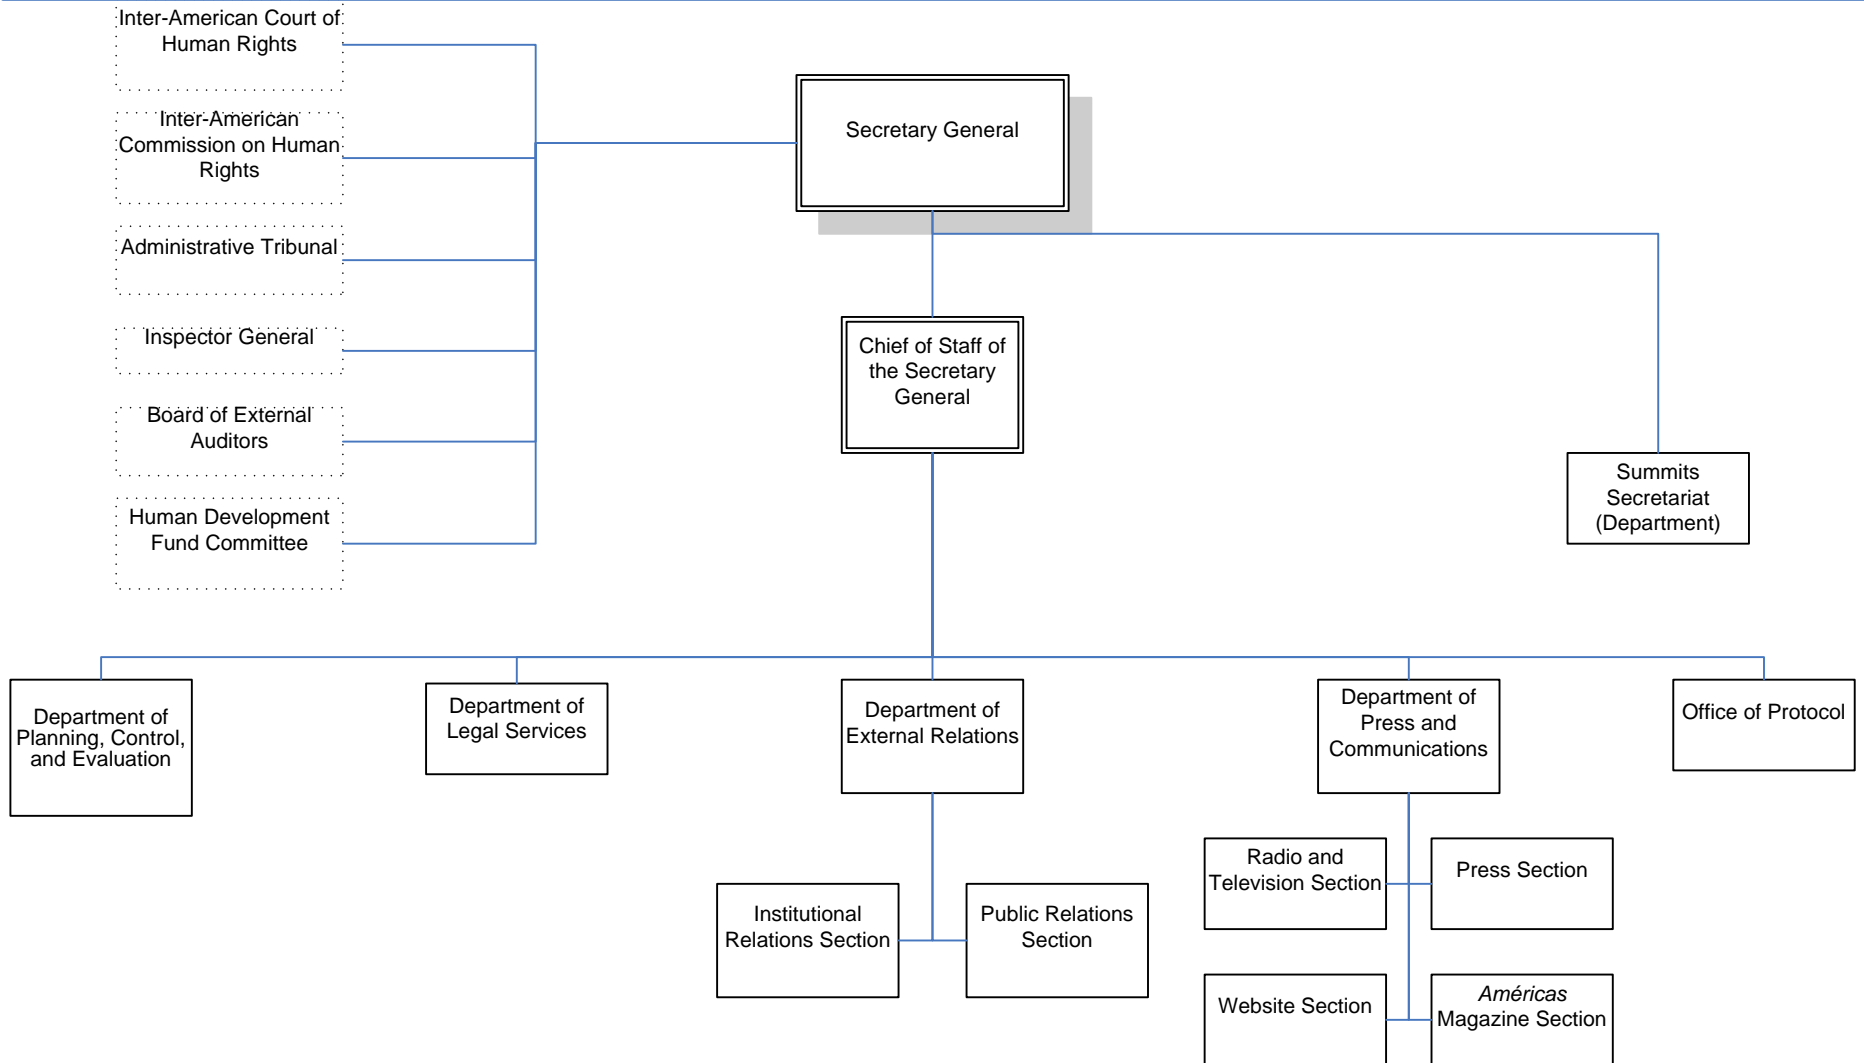 Inter-American Court of
Human Rights
Inter-American
Commission on Human
Rights
Administrative Tribunal
Inspector General
Board of External
Auditors
Human Development
Fund Committee
Secretary General
Chief of Staff of
the Secretary
General
Summits
Secretariat
(Department)
Department of
Planning, Control,
and Evaluation
Department of
Legal Services
Department of
External Relations
Department of
Press and
Communications
Office of Protocol
Institutional
Relations Section
Public Relations
Section
Radio and
Television Section
Press Section
Website Section
Américas
Magazine Section